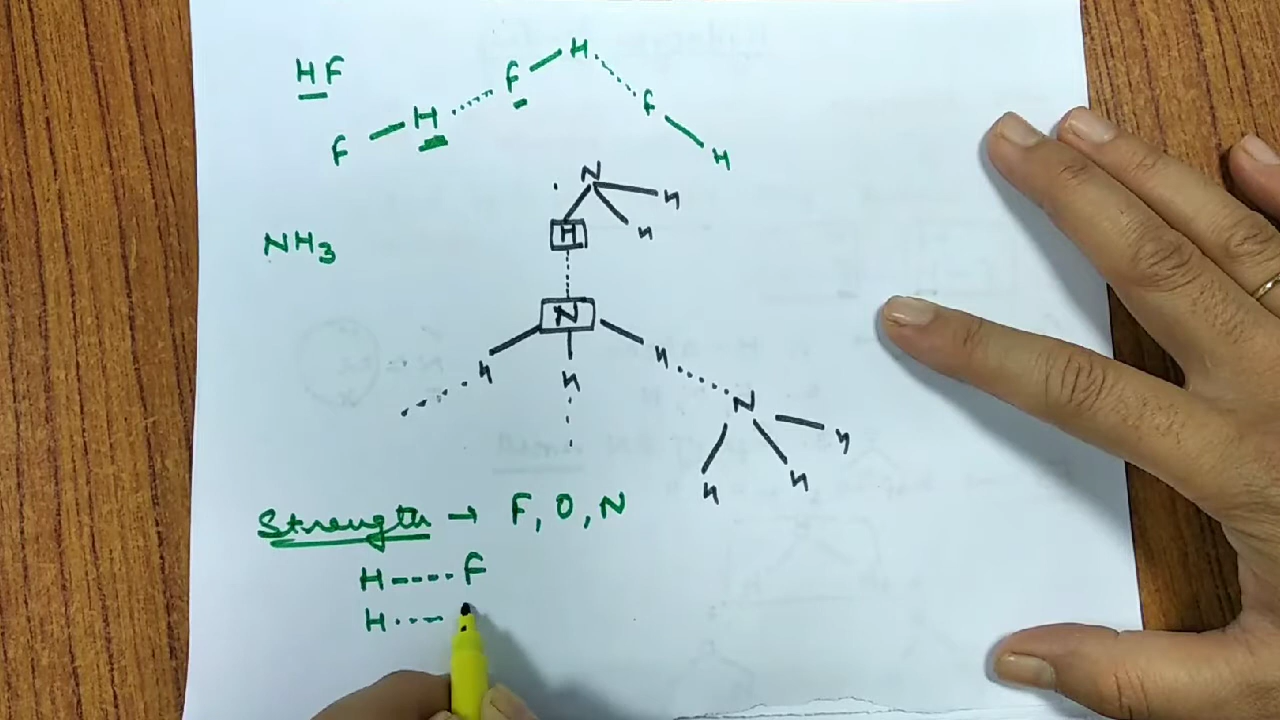 HF
F H F H F H
NH3
N H H H
N H H H
N H H H
Strength → F, O, N
H----F
H---